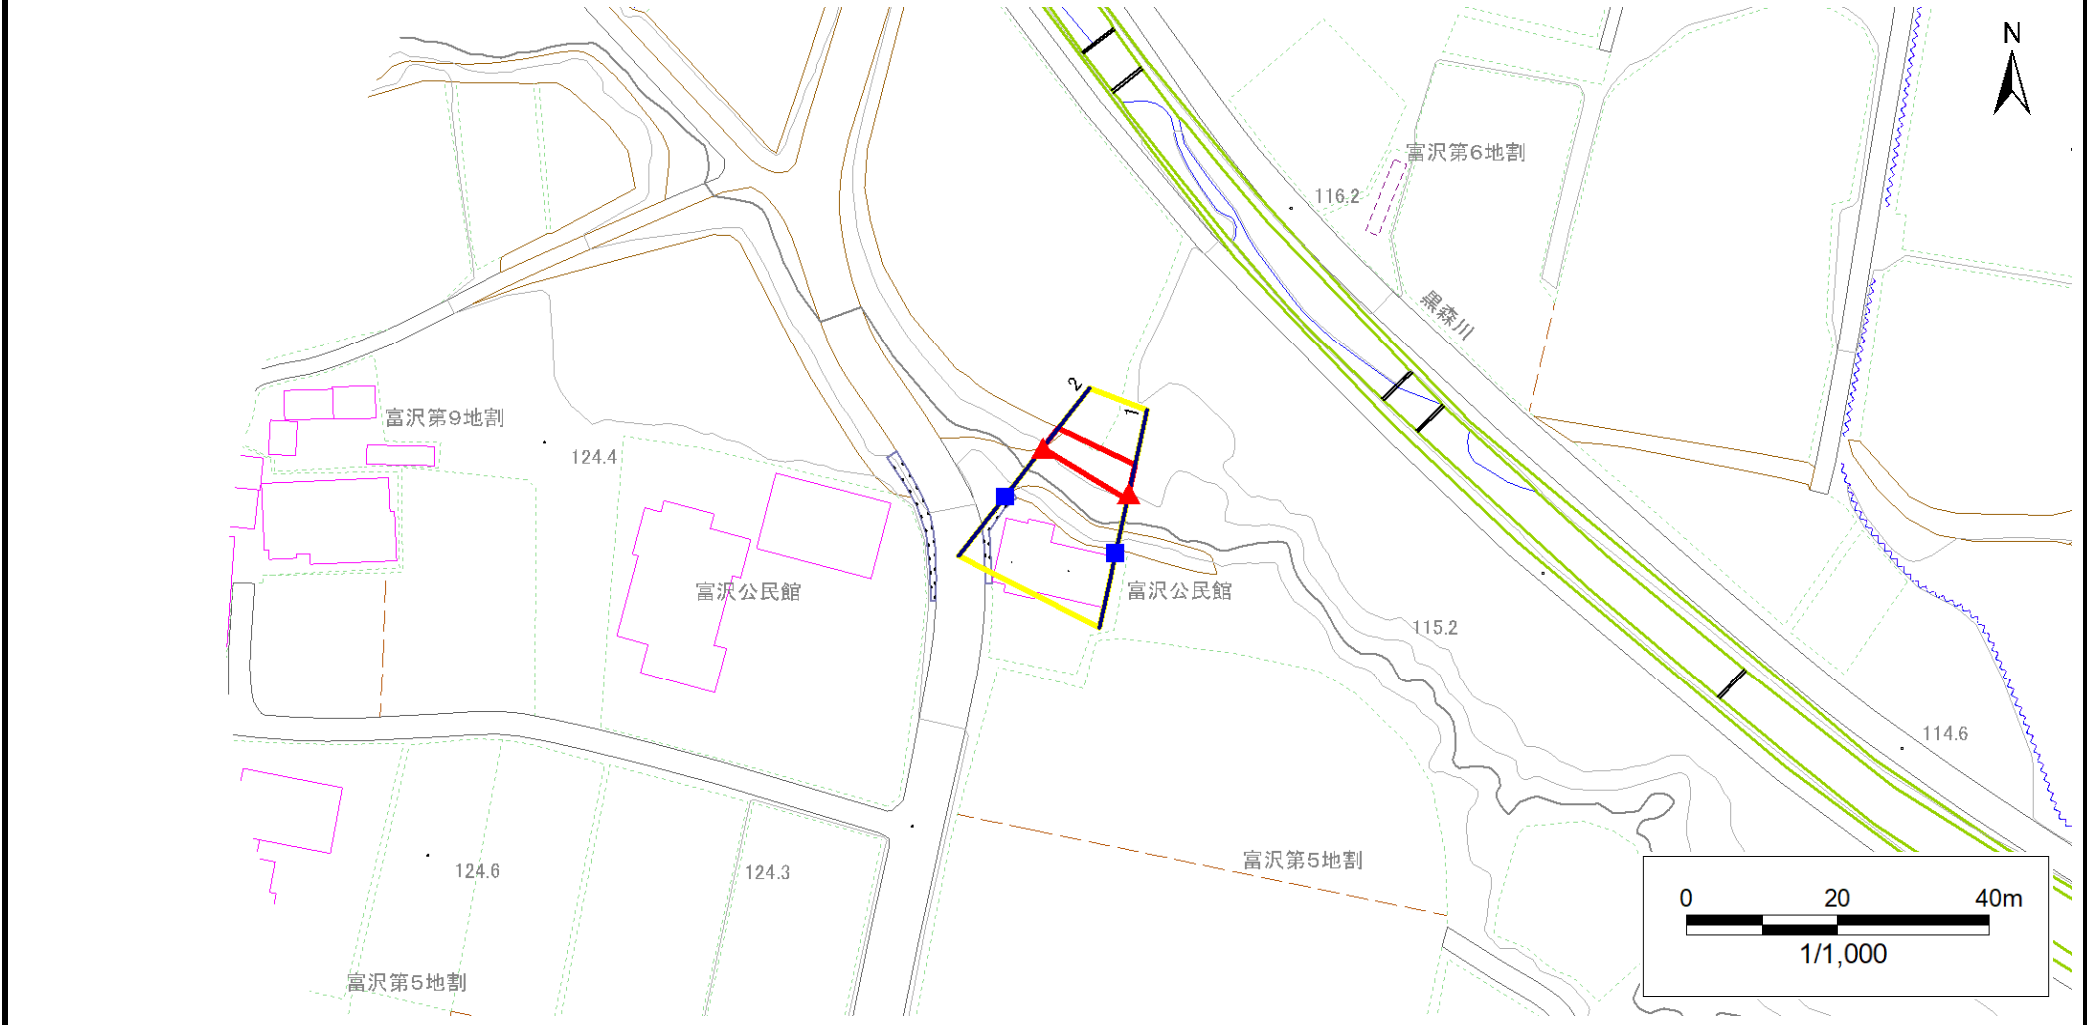 N
富沢第6地割
116.2
黒森川
2
1
富沢第9地割
124.4
富沢公民館
富沢公民館
115.2
114.6
富沢第5地割
124.6
124.3
富沢第5地割
0 20 40m
1/1,000